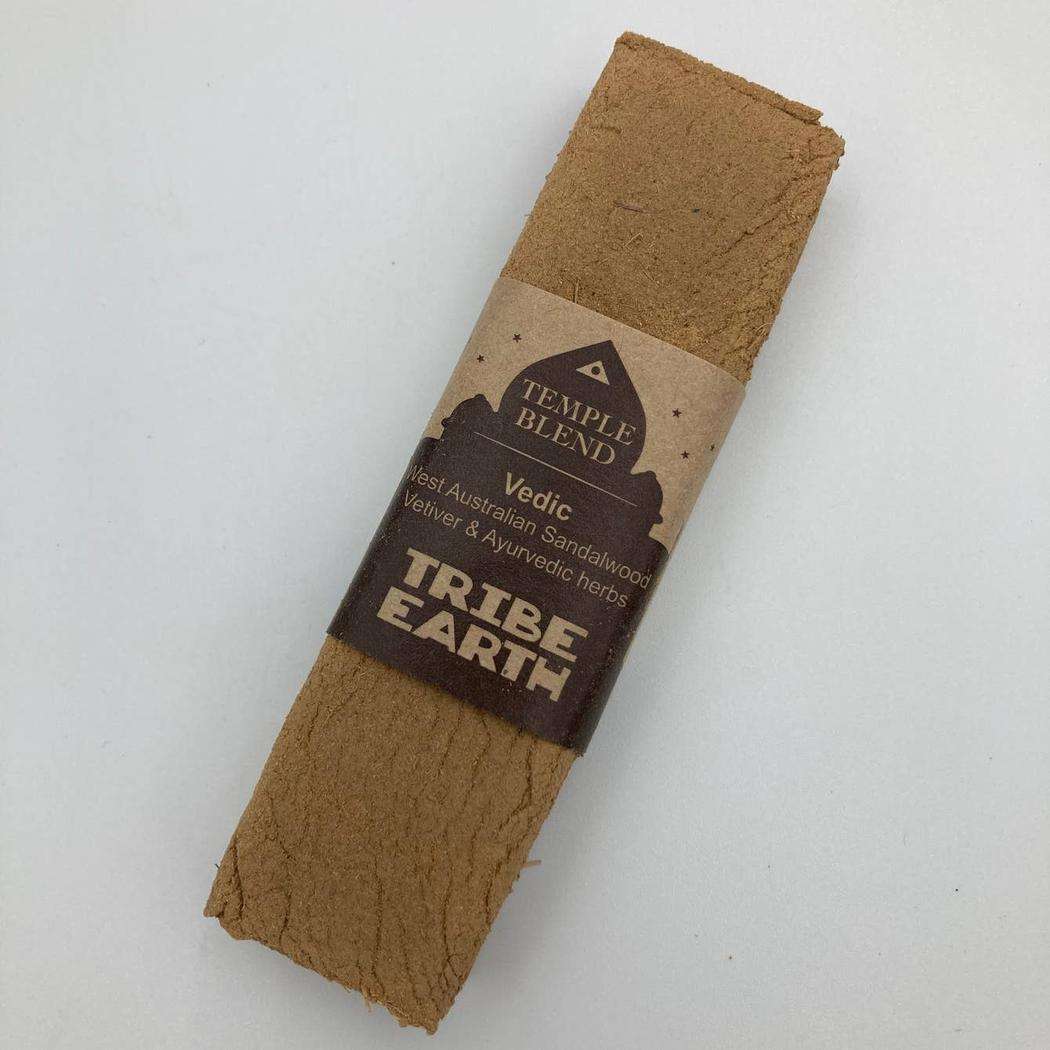 TEMPLE
BLEND
Vedic
West Australian Sandalwood
Vetiver & Ayurvedic herbs
TRIBE
EARTH